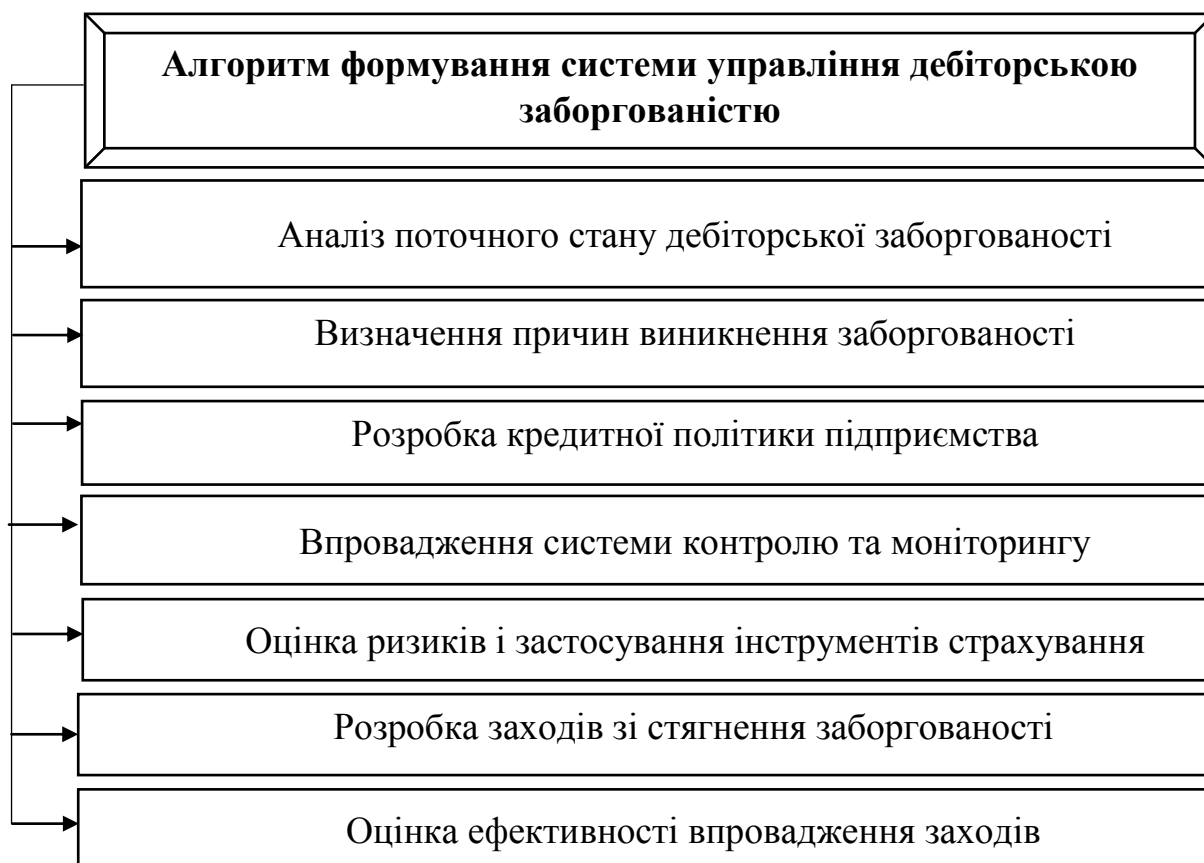 Алгоритм формування системи управління дебіторською
заборгованістю
Аналіз поточного стану дебіторської заборгованості
Визначення причин виникнення заборгованості
Розробка кредитної політики підприємства
Впровадження системи контролю та моніторингу
Оцінка ризиків і застосування інструментів страхування
Розробка заходів зі стягнення заборгованості
Оцінка ефективності впровадження заходів